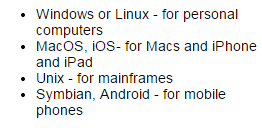 • Windows or Linux - for personal
computers
• MacOS, iOS- for Macs and iPhone
and iPad
• Unix - for mainframes
• Symbian, Android - for mobile
phones